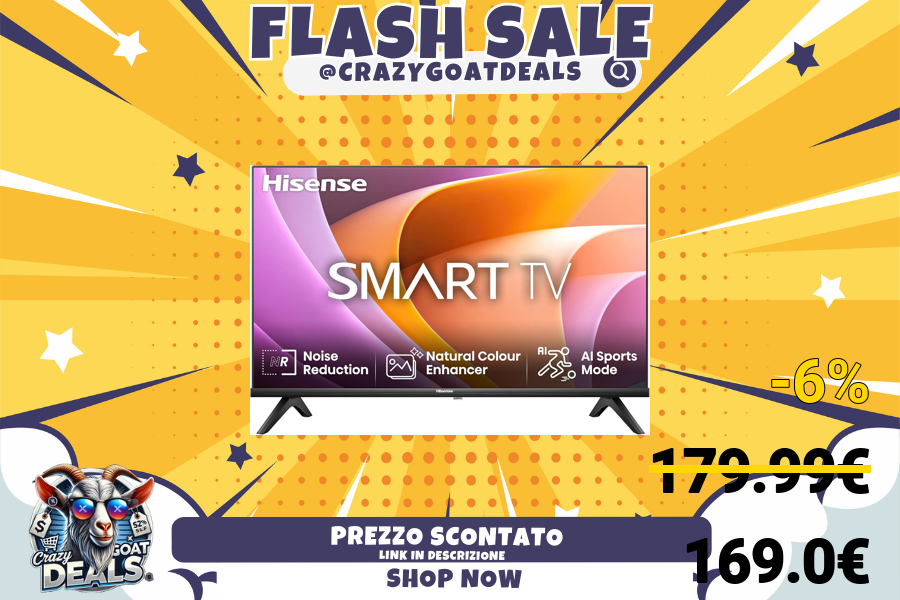 FLASH SALE
@CRAZYGOATDEALS
Hisense
SMART TV
NR
Noise
Reduction
Natural Colour
Enhancer
AI
AI Sports
Mode
Hisense
-6%
179.99€
PREZZO SCONTATO
LINK IN DESCRIZIONE
169.0€
SHOP NOW
$
52%
Crazy
GOAT
DEALS